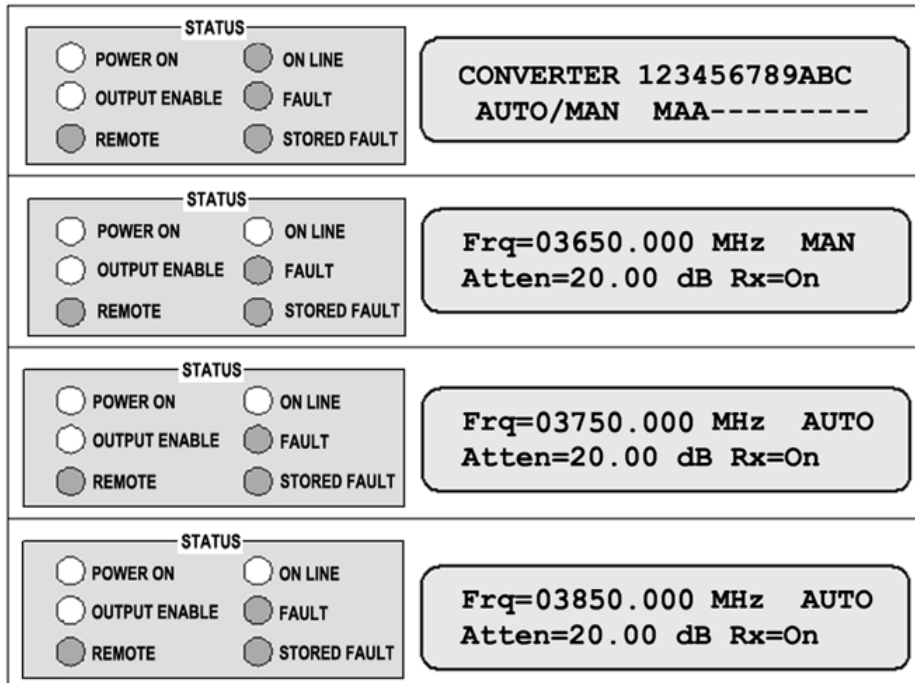 STATUS
POWER ON ON LINE
OUTPUT ENABLE FAULT
REMOTE STORED FAULT
CONVERTER 123456789ABC
AUTO/MAN MAA---------
STATUS
POWER ON ON LINE
OUTPUT ENABLE FAULT
REMOTE STORED FAULT
Frq=03650.000 MHz MAN
Atten=20.00 dB Rx=On
STATUS
POWER ON ON LINE
OUTPUT ENABLE FAULT
REMOTE STORED FAULT
Frq=03750.000 MHz AUTO
Atten=20.00 dB Rx=On
STATUS
POWER ON ON LINE
OUTPUT ENABLE FAULT
REMOTE STORED FAULT
Frq=03850.000 MHz AUTO
Atten=20.00 dB Rx=On